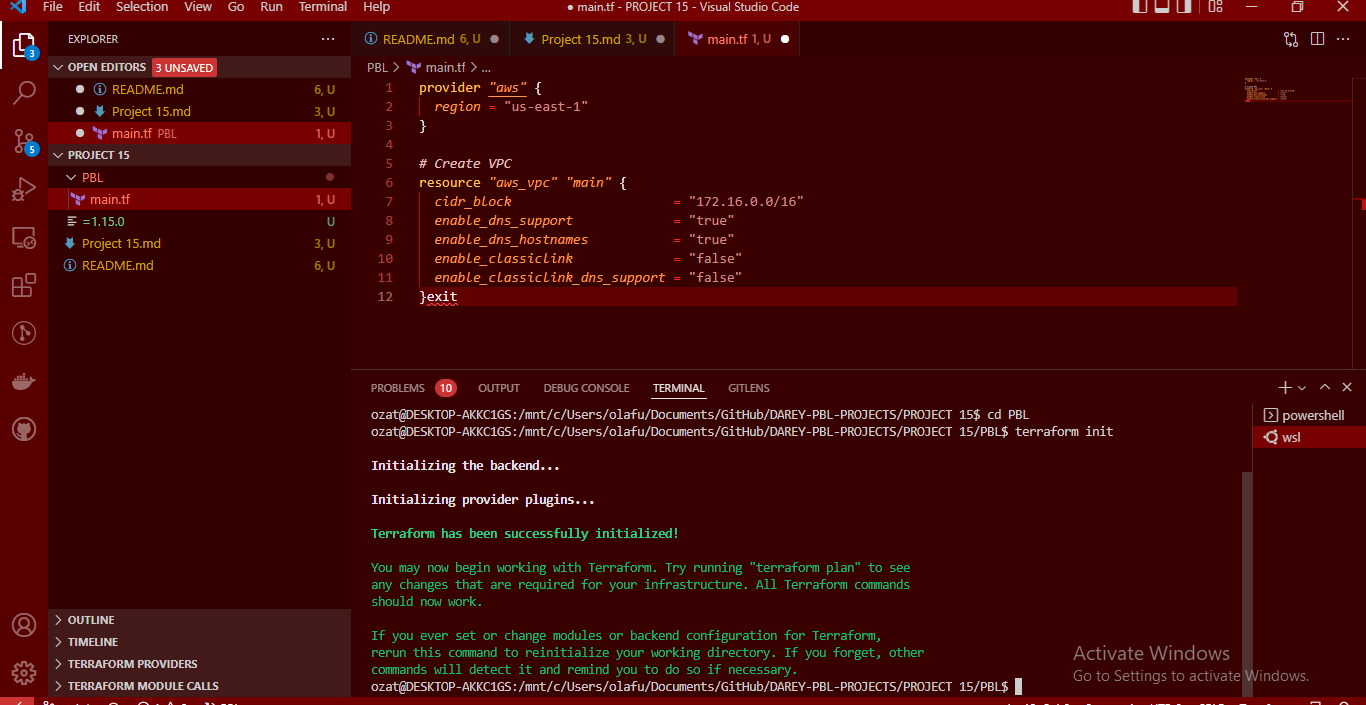 File Edit Selection View Go Run Terminal Help
● main.tf - PROJECT 15 - Visual Studio Code
EXPLORER ...
OPEN EDITORS 3 UNSAVED
● README.md 6, U
● Project 15.md 3, U
● main.tf PBL 1, U
PROJECT 15
PBL
main.tf 1, U
=1.15.0 U
Project 15.md 3, U
README.md 6, U
OUTLINE
TIMELINE
TERRAFORM PROVIDERS
TERRAFORM MODULE CALLS
3
5
README.md 6, U ● Project 15.md 3, U ● main.tf 1, U ●
PBL > main.tf > ...
1 provider "aws" {
2 region = "us-east-1"
3 }
4
5 # Create VPC
6 resource "aws_vpc" "main" {
7 cidr_block = "172.16.0.0/16"
8 enable_dns_support = "true"
9 enable_dns_hostnames = "true"
10 enable_classiclink = "false"
11 enable_classiclink_dns_support = "false"
12 }exit
PROBLEMS 10 OUTPUT DEBUG CONSOLE TERMINAL GITLENS
ozat@DESKTOP-AKKC1GS:/mnt/c/Users/olafu/Documents/GitHub/DAREY-PBL-PROJECTS/PROJECT 15$ cd PBL
ozat@DESKTOP-AKKC1GS:/mnt/c/Users/olafu/Documents/GitHub/DAREY-PBL-PROJECTS/PROJECT 15/PBL$ terraform init
Initializing the backend...
Initializing provider plugins...
Terraform has been successfully initialized!
You may now begin working with Terraform. Try running "terraform plan" to see
any changes that are required for your infrastructure. All Terraform commands
should now work.
If you ever set or change modules or backend configuration for Terraform,
rerun this command to reinitialize your working directory. If you forget, other
commands will detect it and remind you to do so if necessary.
ozat@DESKTOP-AKKC1GS:/mnt/c/Users/olafu/Documents/GitHub/DAREY-PBL-PROJECTS/PROJECT 15/PBL$
powershell
wsl
Activate Windows
Go to Settings to activate Windows.